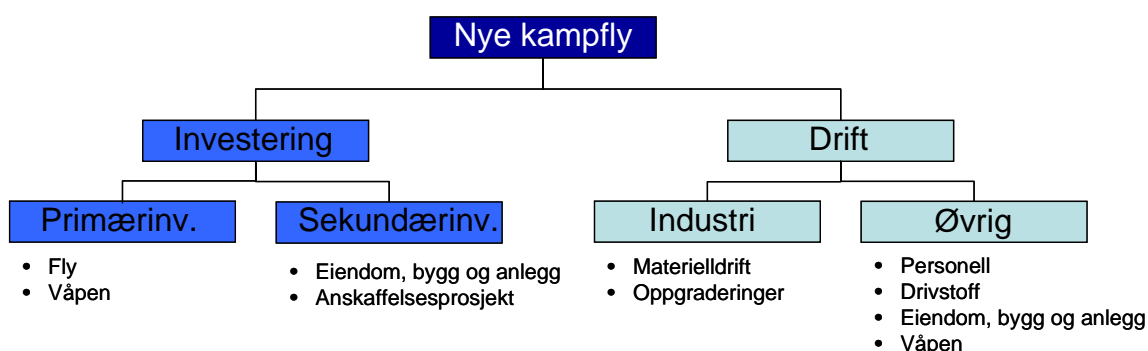 Nye kampfly
Investering
Drift
Primærinv.
Sekundærinv.
Industri
Øvrig
• Fly
• Våpen
• Eiendom, bygg og anlegg
• Anskaffelsesprosjekt
• Materielldrift
• Oppgraderinger
• Personell
• Drivstoff
• Eiendom, bygg og anlegg
• Våpen